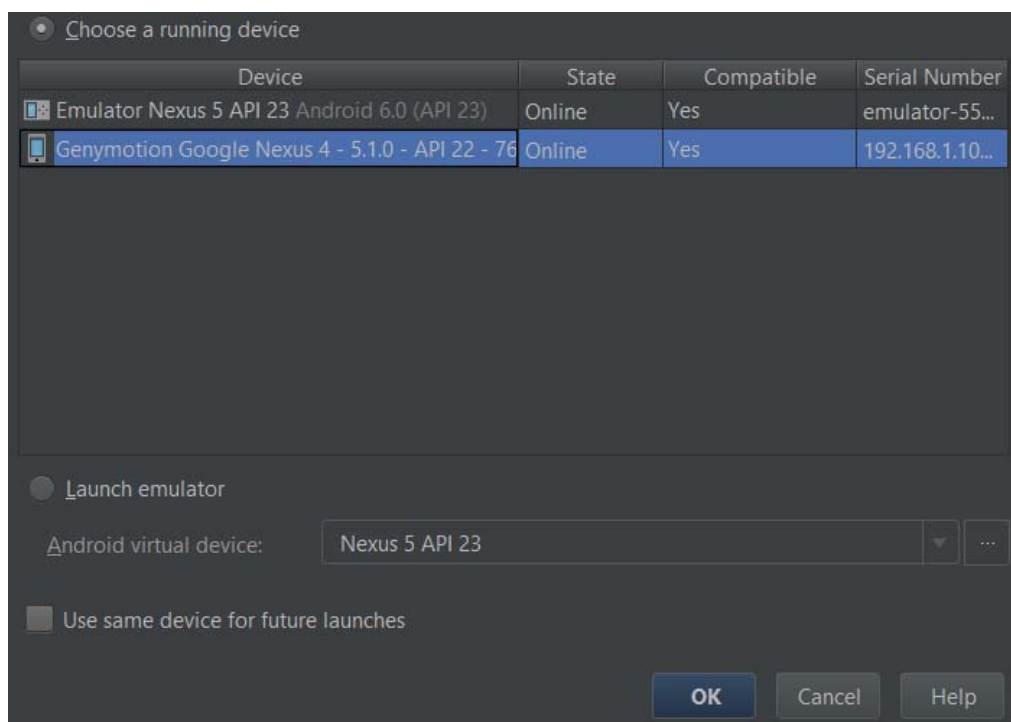 Choose a running device
Device State Compatible Serial Number
Emulator Nexus 5 API 23 Android 6.0 (API 23) Online Yes emulator-55...
Genymotion Google Nexus 4 - 5.1.0 - API 22 - 76 Online Yes 192.168.1.10...
Launch emulator
Android virtual device: Nexus 5 API 23 ...
Use same device for future launches
OK Cancel Help